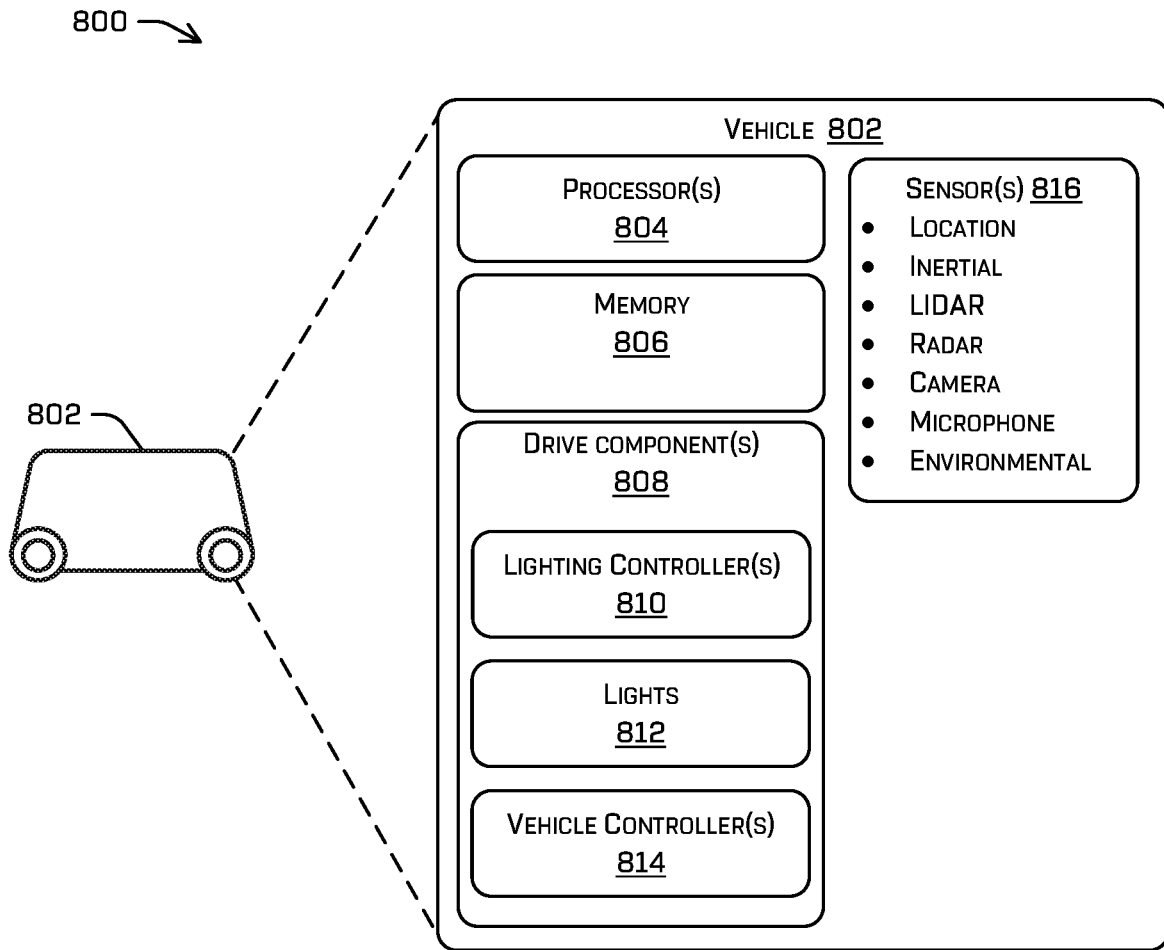 800
VEHICLE 802
PROCESSOR(S)
804
MEMORY
806
DRIVE COMPONENT(S)
808
LIGHTING CONTROLLER(S)
810
LIGHTS
812
VEHICLE CONTROLLER(S)
814
SENSOR(S) 816
• LOCATION
• INERTIAL
• LIDAR
• RADAR
• CAMERA
• MICROPHONE
• ENVIRONMENTAL
802